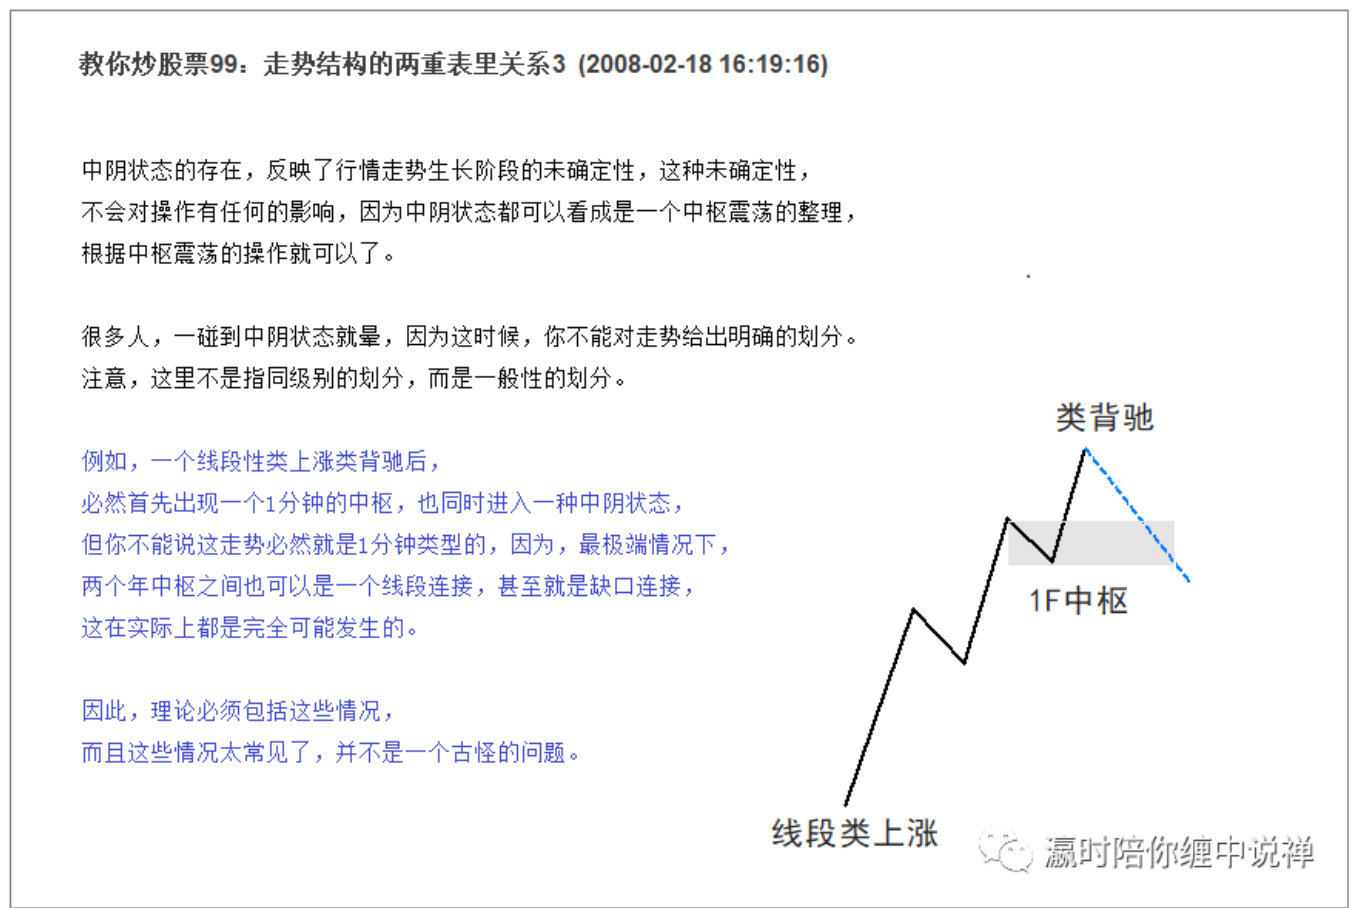 教你炒股票99：走势结构的两重表里关系3 (2008-02-18 16:19:16)
中阴状态的存在，反映了行情走势生长阶段的未确定性，这种未确定性，
不会对操作有任何的影响，因为中阴状态都可以看成是一个中枢震荡的整理，
根据中枢震荡的操作就可以了。
很多人，一碰到中阴状态就晕，因为这时候，你不能对走势给出明确的划分。
注意，这里不是指同级别的划分，而是一般性的划分。
类背驰
例如，一个线段性类上涨类背驰后，
必然首先出现一个1分钟的中枢，也同时进入一种中阴状态，
但你不能说这走势必然就是1分钟类型的，因为，最极端情况下，
两个年中枢之间也可以是一个线段连接，甚至就是缺口连接，
1F中枢
这在实际上都是完全可能发生的。
因此，理论必须包括这些情况，
而且这些情况太常见了，并不是一个古怪的问题。
线段类上涨
瀛时陪你缠中说禅